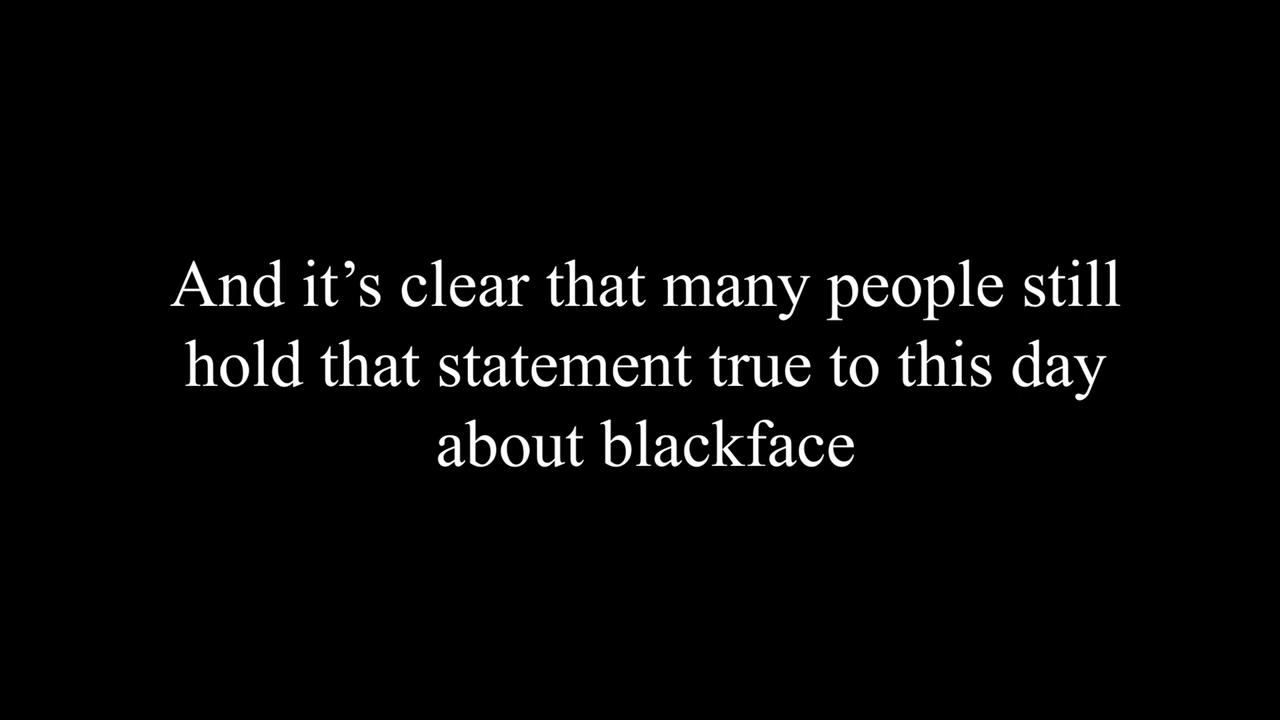 And it’s clear that many people still
hold that statement true to this day
about blackface